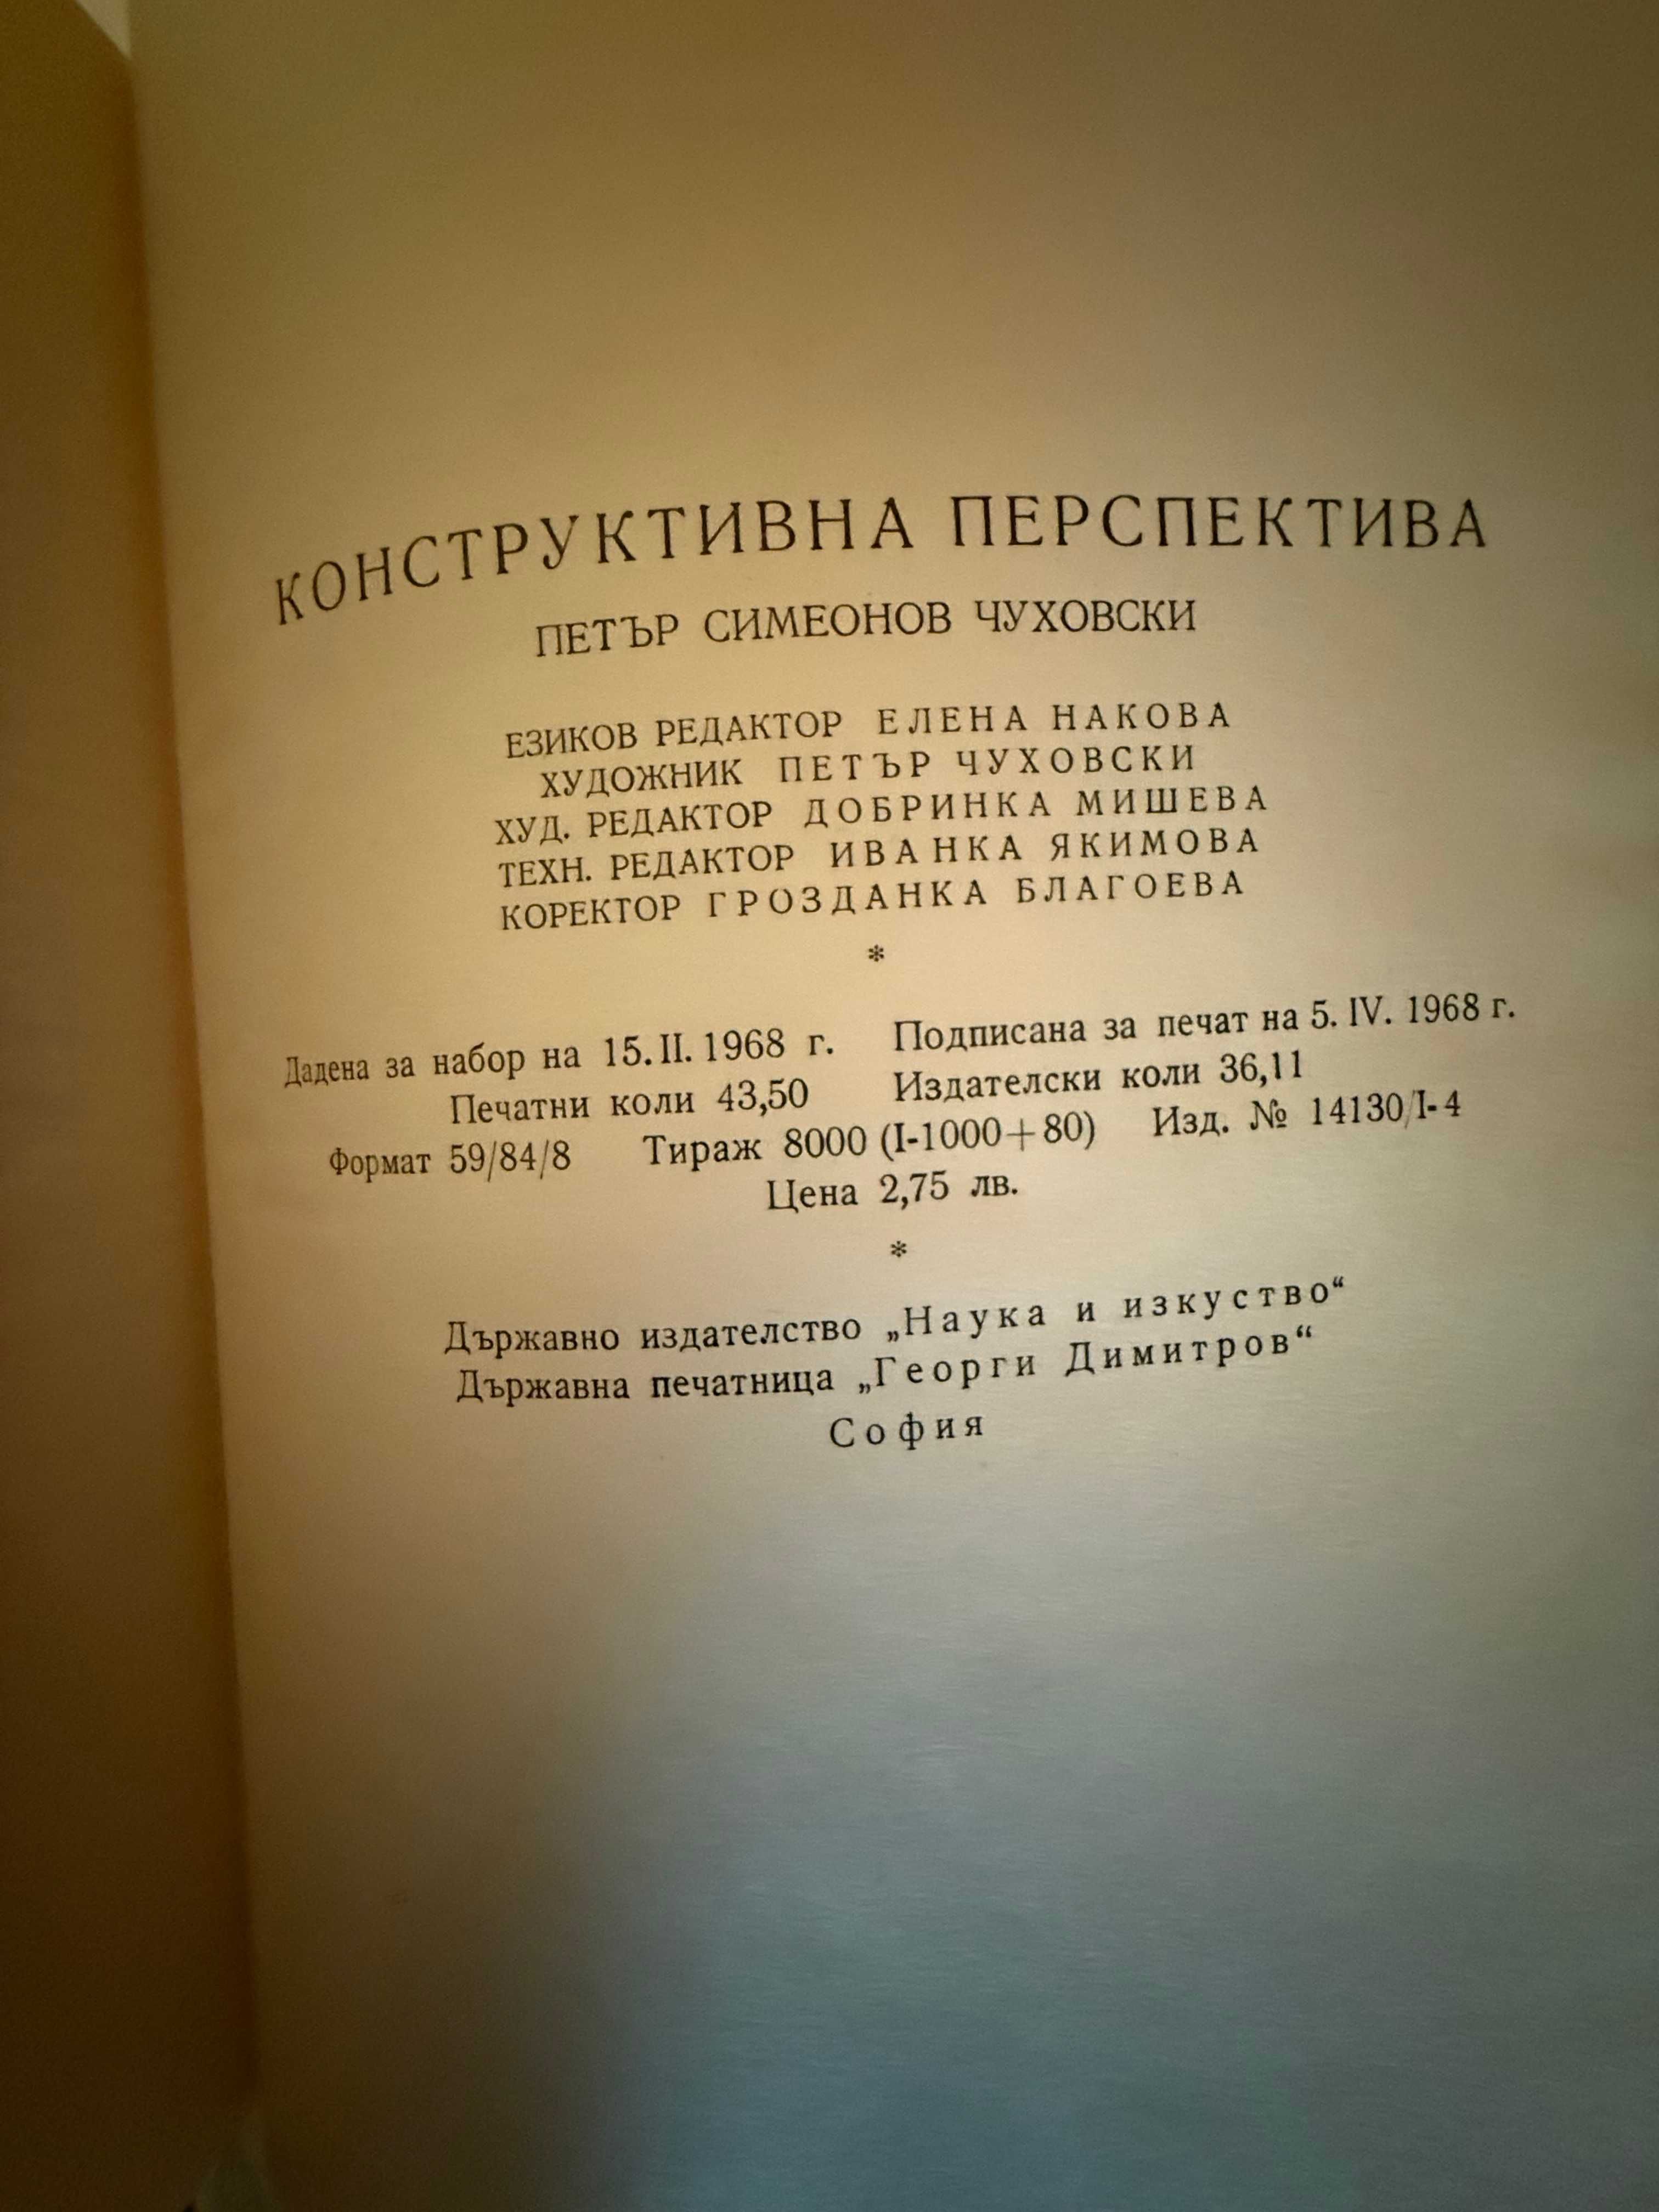 КОНСТРУКТИВНА ПЕРСПЕКТИВА
ПЕТЪР СИМЕОНОВ ЧУХОВСКИ
ЕЗИКОВ РЕДАКТОР ЕЛЕНА НАКОВА
ХУДОЖНИК ПЕТЪР ЧУХОВСКИ
ХУД. РЕДАКТОР ДОБРИНКА МИШЕВА
ТЕХН. РЕДАКТОР ИВАНКА ЯКИМОВА
КОРЕКТОР ГРОЗДАНКА БЛАГОЕВА
*
Дадена за набор на 15. II. 1968 г. Подписана за печат на 5. IV. 1968 г.
Печатни коли 43,50 Издателски коли 36,11
Формат 59/84/8 Тираж 8000 (I-1000+80) Изд. № 14130/I-4
Цена 2,75 лв.
*
Държавно издателство „Наука и изкуство“
Държавна печатница „Георги Димитров“
София